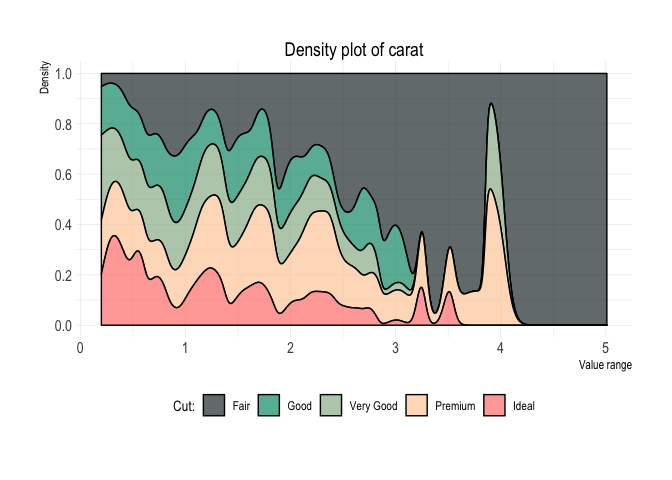 Density plot of carat
Density
1.0
0.8
0.6
0.4
0.2
0.0
0 1 2 3 4 5
Value range
Cut: Fair Good Very Good Premium Ideal